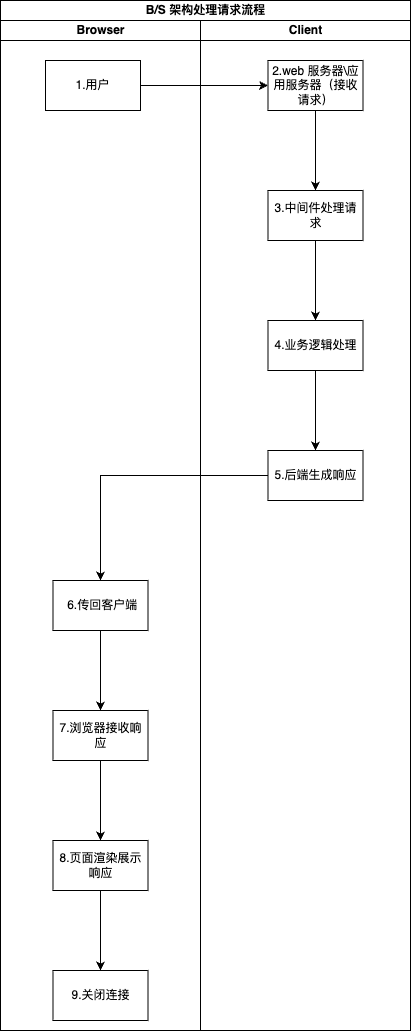 B/S 架构处理请求流程
Browser
Client
1.用户
2.web 服务器\应
用服务器（接收
请求）
3.中间件处理请
求
4.业务逻辑处理
5.后端生成响应
6.传回客户端
7.浏览器接收响
应
8.页面渲染展示
响应
9.关闭连接